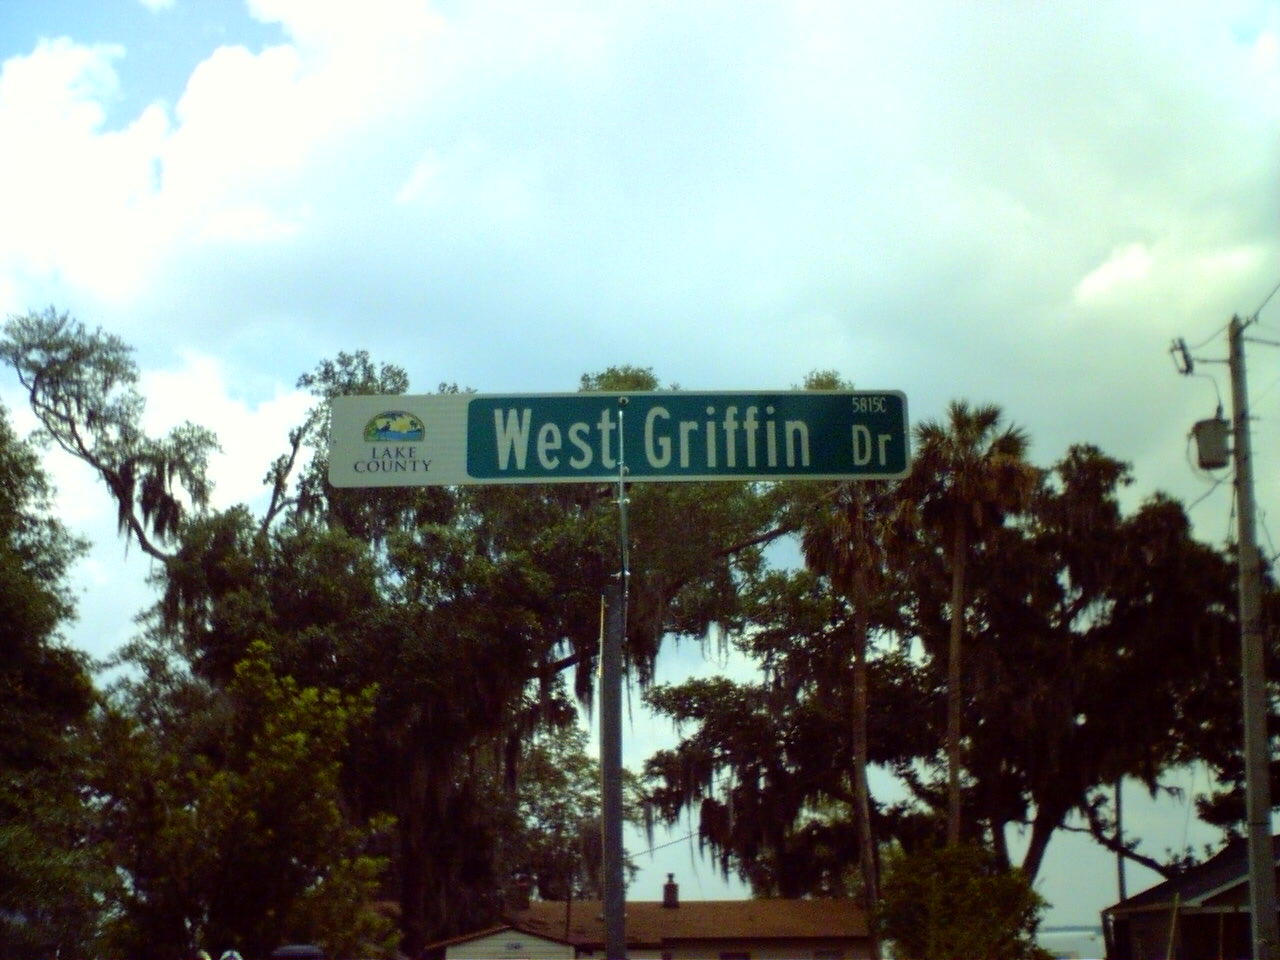 LAKE
COUNTY
West Griffin Dr
5815C